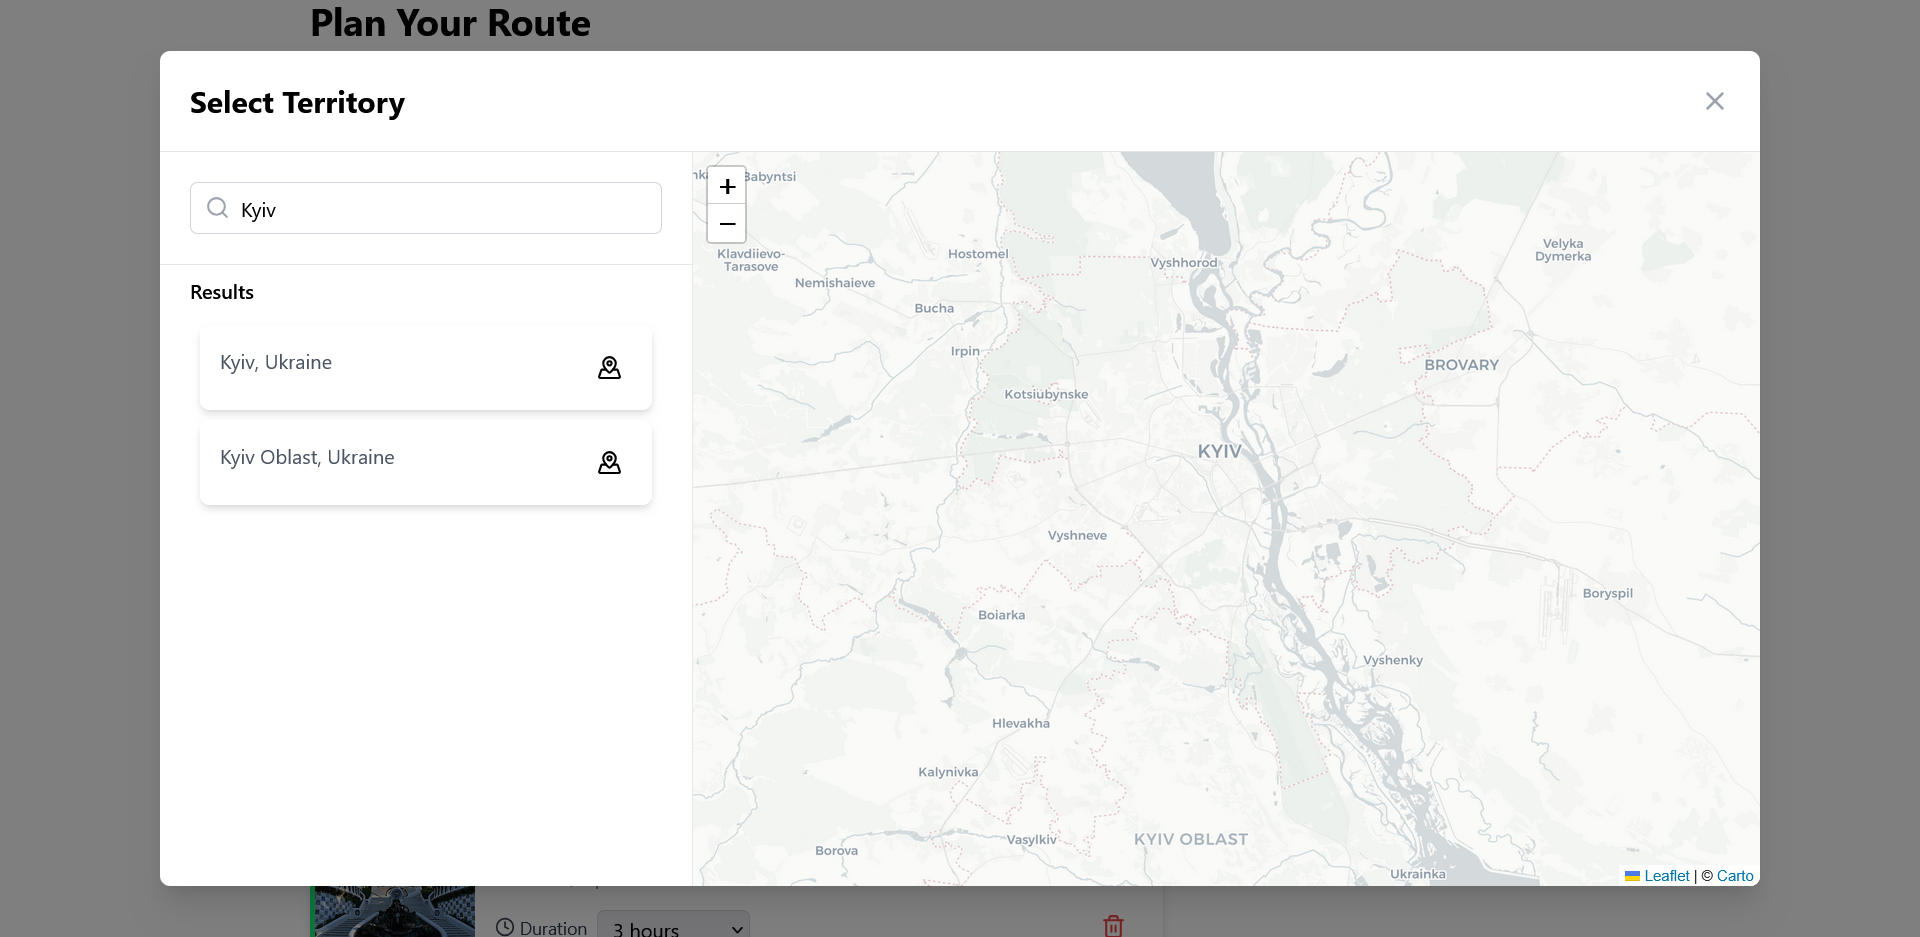 Plan Your Route
Select Territory
Kyiv
Results
Kyiv, Ukraine
Kyiv Oblast, Ukraine
+
−
Babyntsi
Klavdiievo-
Tarasove
Nemishaieve
Hostomel
Bucha
Irpin
Kotsiubynske
Vyshhorod
Velyka
Dymerka
BROVARY
KYIV
Vyshneve
Boiarka
Boryspil
Vyshenky
Hlevakha
Kalynivka
Vasylkiv
Borova
KYIV OBLAST
Ukrainka
Leaflet | © Carto
Duration
3 hours